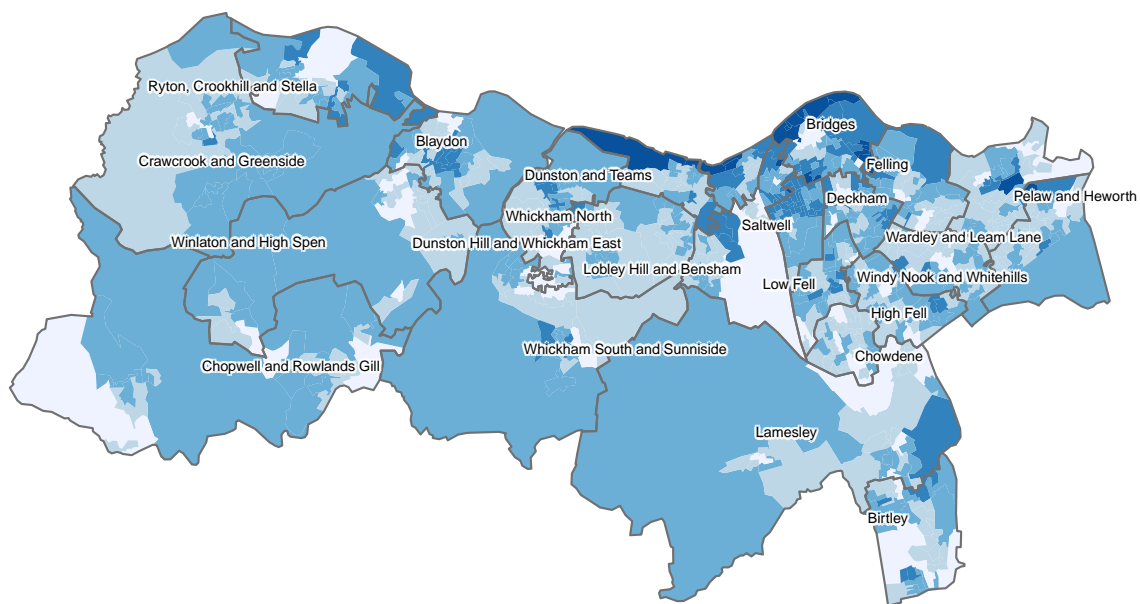 Ryton, Crookhill and Stella
Bridges
Blaydon
Crawcrook and Greenside
Felling
Dunston and Teams
Deckham
Pelaw and Heworth
Whickham North
Saltwell
Winlaton and High Spen
Dunston Hill and Whickham East
Wardley and Leam Lane
Lobley Hill and Bensham
Windy Nook and Whitehills
Low Fell
High Fell
Whickham South and Sunniside
Chowdene
Chopwell and Rowlands Gill
Lamesley
Birtley